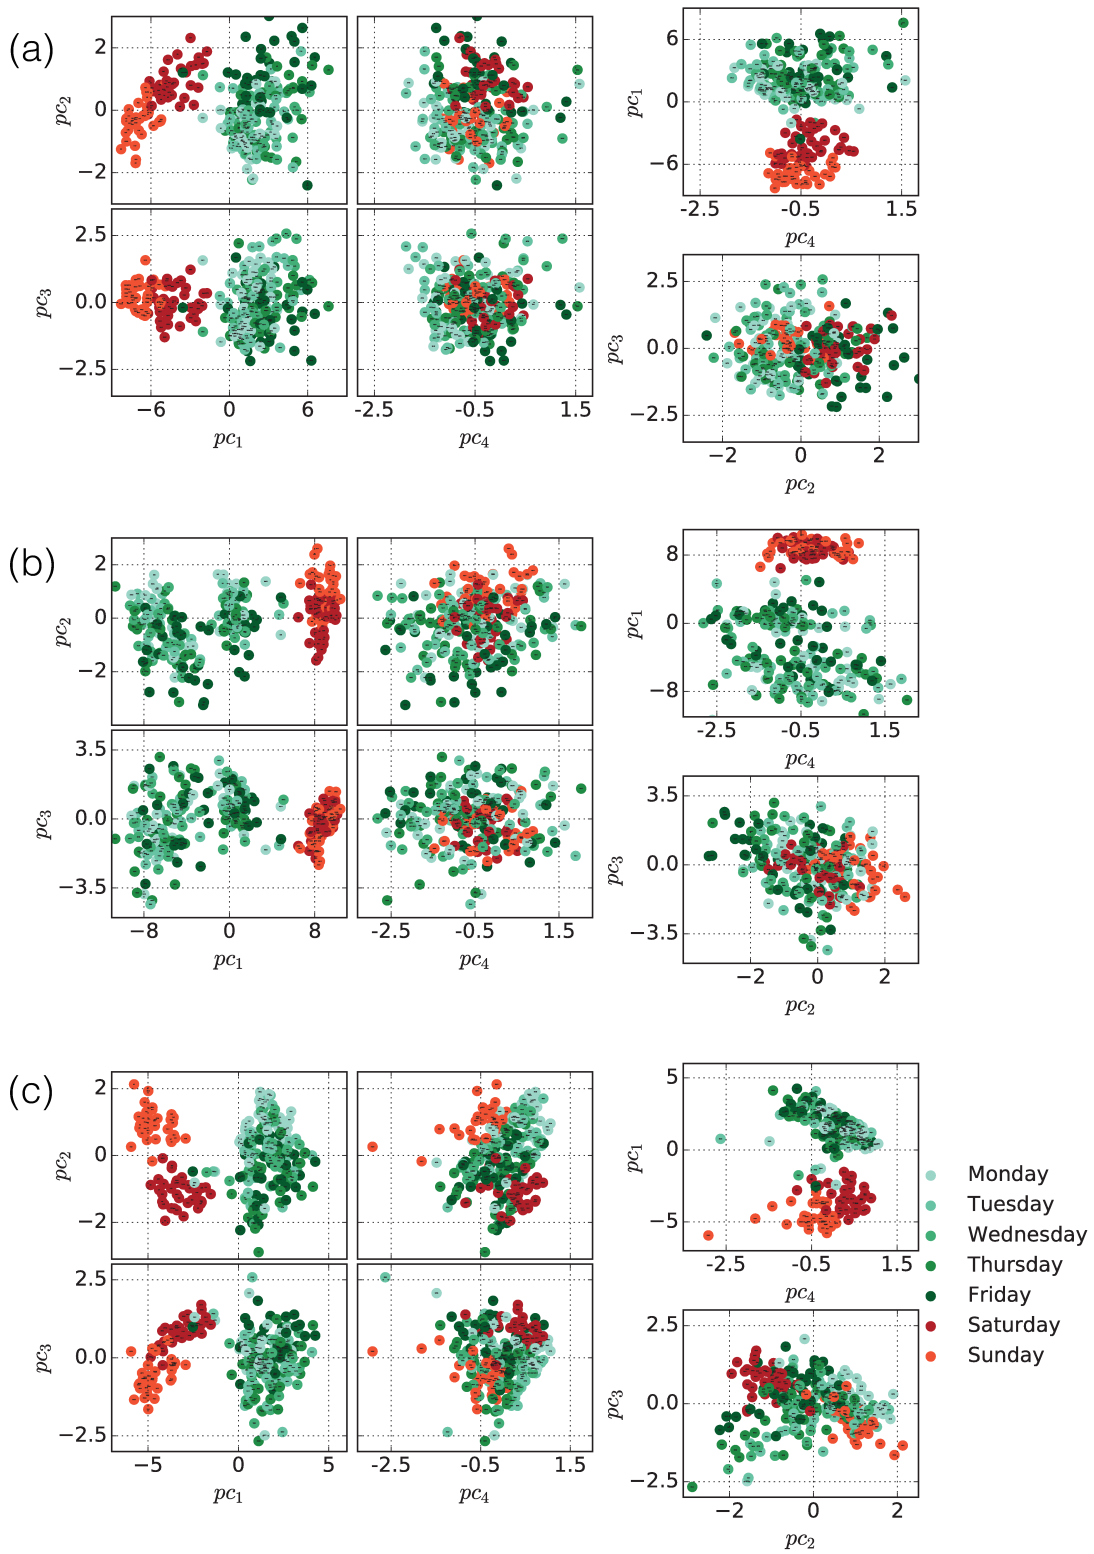 (a)
2
0
−2
pc2
2.5
0.0
−2.5
pc3
−6 0 6
pc1
-2.5 -0.5 1.5
pc4
6
0
−6
pc1
-2.5 -0.5 1.5
pc4
2.5
0.0
−2.5
pc3
−2 0 2
pc2
(b)
2
0
−2
pc2
3.5
0.0
−3.5
pc3
−8 0 8
pc1
-2.5 -0.5 1.5
pc4
8
0
−8
pc1
-2.5 -0.5 1.5
pc4
3.5
0.0
−3.5
pc3
−2 0 2
pc2
(c)
2
0
−2
pc2
2.5
0.0
−2.5
pc3
−5 0 5
pc1
-2.5 -0.5 1.5
pc4
5
0
−5
pc1
-2.5 -0.5 1.5
pc4
2.5
0.0
−2.5
pc3
−2 0 2
pc2
Monday
Tuesday
Wednesday
Thursday
Friday
Saturday
Sunday